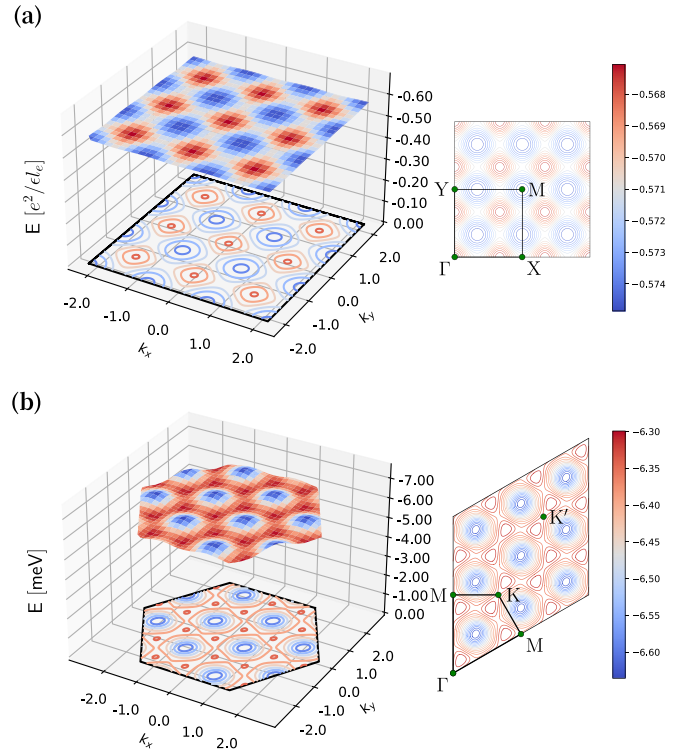 (a)
-0.60
-0.50
-0.40
-0.30
-0.20
-0.10
0.00
E [e²/ϵl_e]
-2.0
-1.0
0.0
1.0
2.0
k_x
-2.0
-1.0
0.0
1.0
2.0
k_y
Y
M
Γ
X
−0.568
−0.570
−0.571
−0.573
−0.574
(b)
-7.00
-6.00
-5.00
-4.00
-3.00
-2.00
-1.00
0.00
E [meV]
-2.0
-1.0
0.0
1.0
2.0
k_x
-2.0
-1.0
0.0
1.0
2.0
k_y
K′
M
K
M
Γ
−6.30
−6.35
−6.40
−6.45
−6.50
−6.55
−6.60